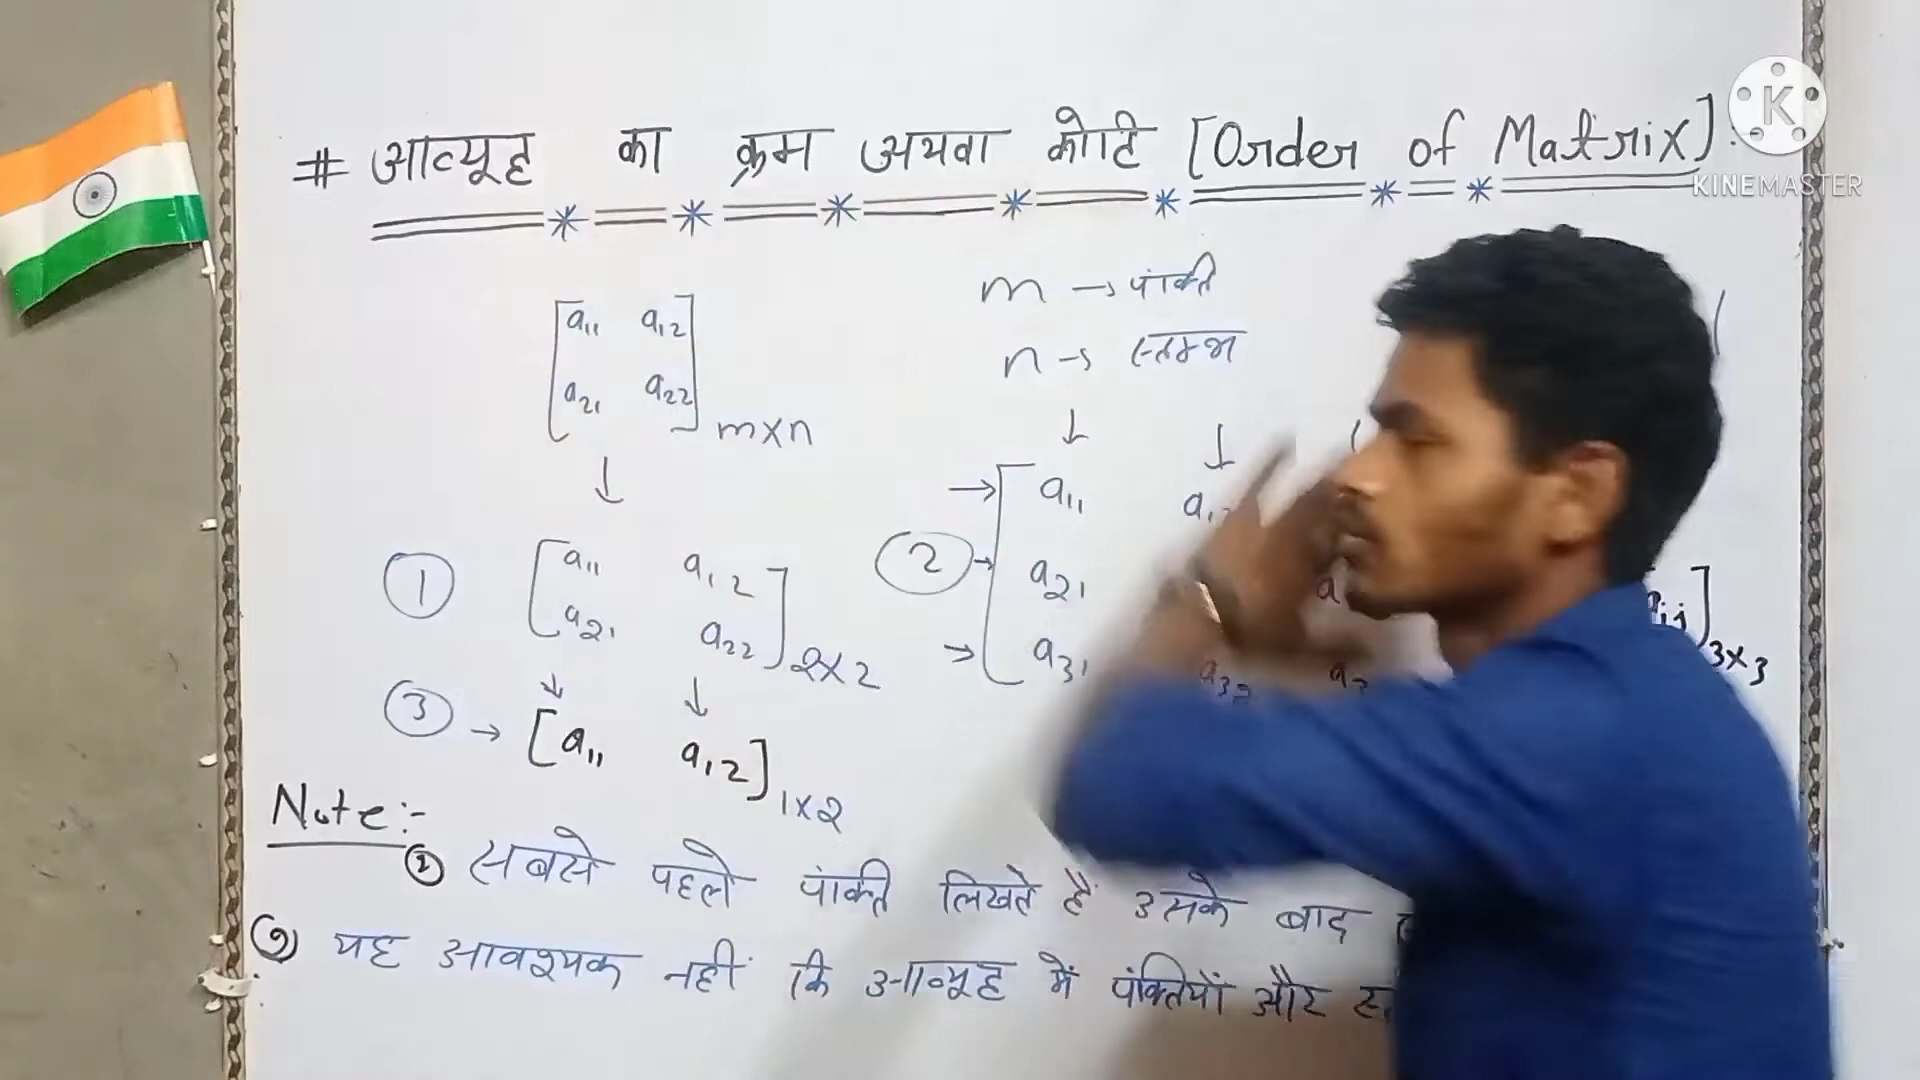 # आव्यूह का क्रम अथवा कोटि [Order of Matrix] :-
KINEMASTER
m → पंक्ति
n → स्तम्भ
[a11 a12
a21 a22] m×n
① [a11 a12
a21 a22] 2×2
② [a11
a21
a31
ij] 3×3
③ → [a11 a12] 1×2
Note:-
① सबसे पहले पंक्ति लिखते हैं उसके बाद
② यह आवश्यक नहीं कि आव्यूह में पंक्तियों और